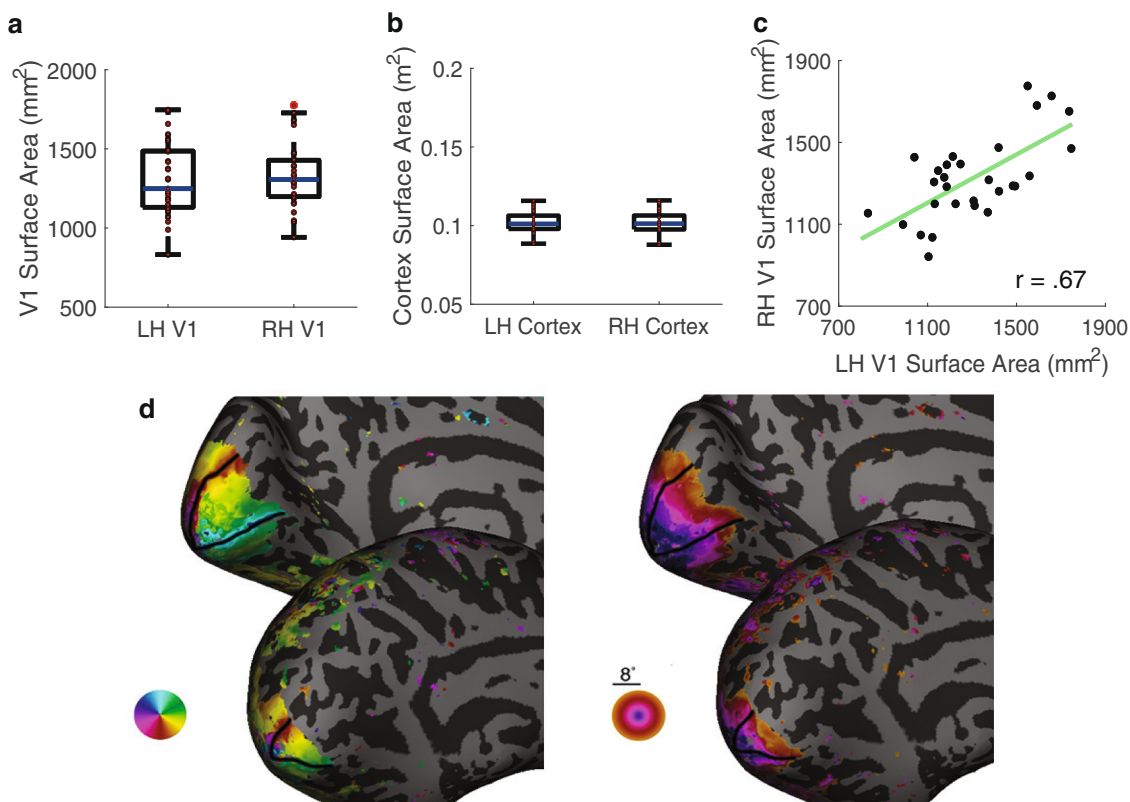 a
V1 Surface Area (mm²)
2000
1500
1000
500
LH V1
RH V1
b
Cortex Surface Area (m²)
0.2
0.15
0.1
0.05
LH Cortex
RH Cortex
c
RH V1 Surface Area (mm²)
1900
1500
1100
700
r = .67
700
1100
1500
1900
LH V1 Surface Area (mm²)
d
8°